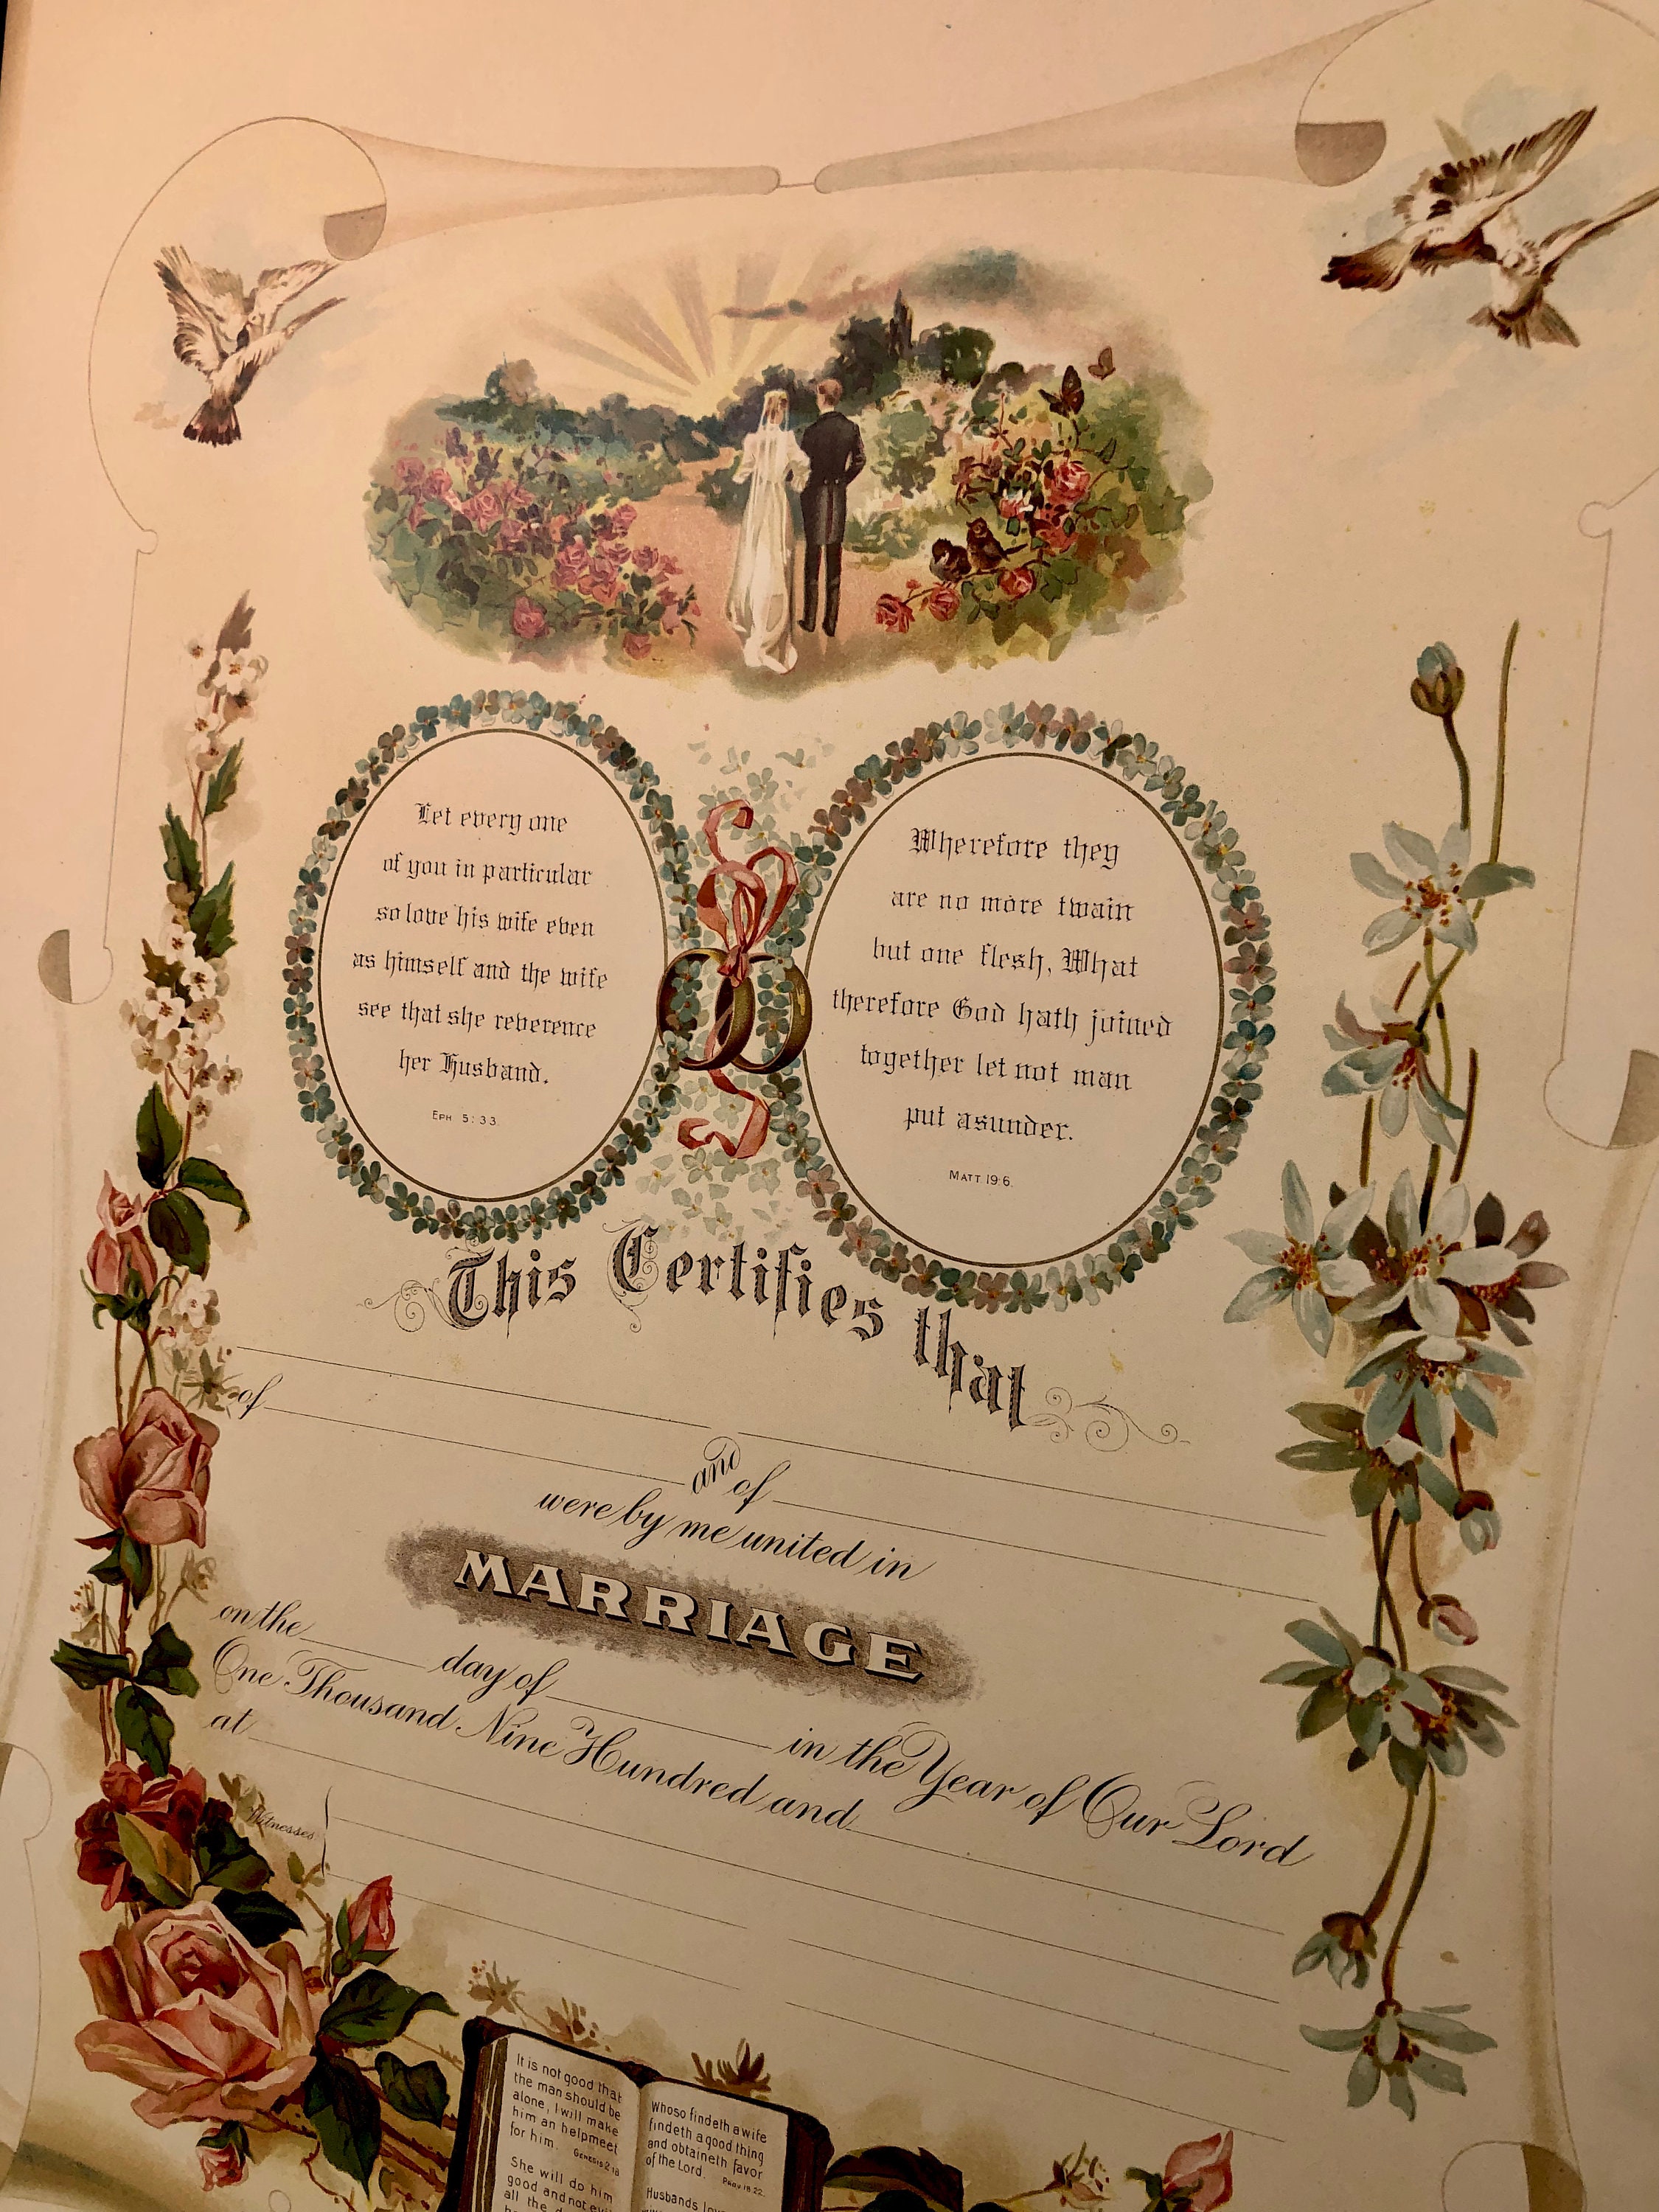 Let every one
of you in particular
so love his wife even
as himself and the wife
see that she reverence
her Husband.
EPH 5:33
Wherefore they
are no more twain
but one flesh, What
therefore God hath joined
together let not man
put asunder.
MATT. 19:6.
This Certifies that
of
and
of
were by me united in
MARRIAGE
on the day of in the Year of Our Lord
One Thousand Nine Hundred and
at
Witnesses
It is not good that
the man should be
alone, I will make
him an helpmeet
for him. Genesis 2:18
She will do him
good and not evil
all the
Whoso findeth a wife
findeth a good thing
and obtaineth favor
of the Lord. Prov 18.22.
Husbands